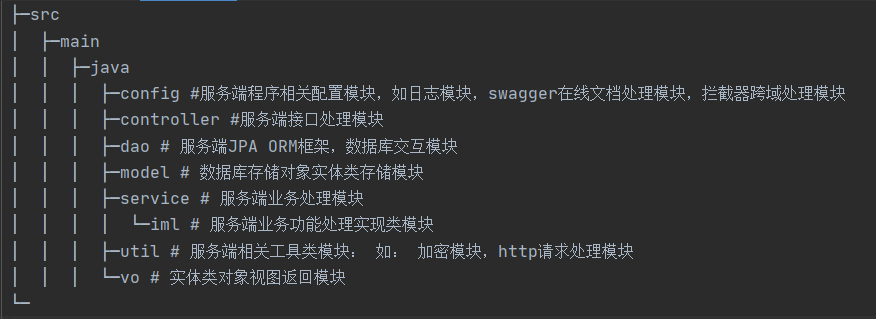 ├─src
│  ├─main
│  │  ├─java
│  │  │  ├─config #服务端程序相关配置模块，如日志模块，swagger在线文档处理模块，拦截器跨域处理模块
│  │  │  ├─controller #服务端接口处理模块
│  │  │  ├─dao # 服务端JPA ORM框架，数据库交互模块
│  │  │  ├─model # 数据库存储对象实体类存储模块
│  │  │  ├─service # 服务端业务处理模块
│  │  │  │  └─iml # 服务端业务功能处理实现类模块
│  │  │  ├─util # 服务端相关工具类模块： 如： 加密模块，http请求处理模块
│  │  │  └─vo # 实体类对象视图返回模块
└─